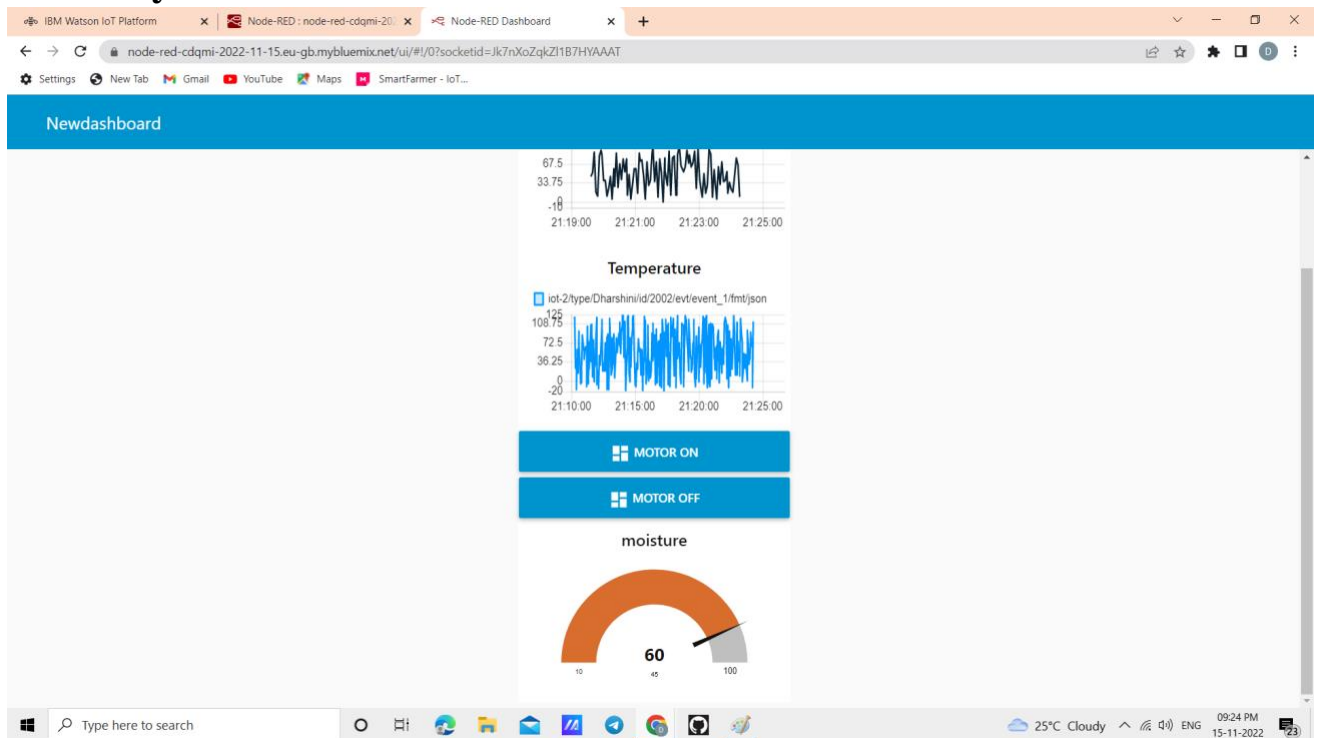 IBM Watson IoT Platform
Node-RED : node-red-cdqmi-20
Node-RED Dashboard
node-red-cdqmi-2022-11-15.eu-gb.mybluemix.net/ui/#!/0?socketid=Jk7nXoZqkZI1B7HYAAAT
D
Settings New Tab Gmail YouTube Maps SmartFarmer - IoT...
Newdashboard
67.5
33.75
0
-10
21:19:00 21:21:00 21:23:00 21:25:00
Temperature
iot-2/type/Dharshini/id/2002/evt/event_1/fmt/json
125
108.75
72.5
36.25
0
-20
21:10:00 21:15:00 21:20:00 21:25:00
MOTOR ON
MOTOR OFF
moisture
60
10 45 100
Type here to search
25°C Cloudy
ENG
09:24 PM
15-11-2022
23